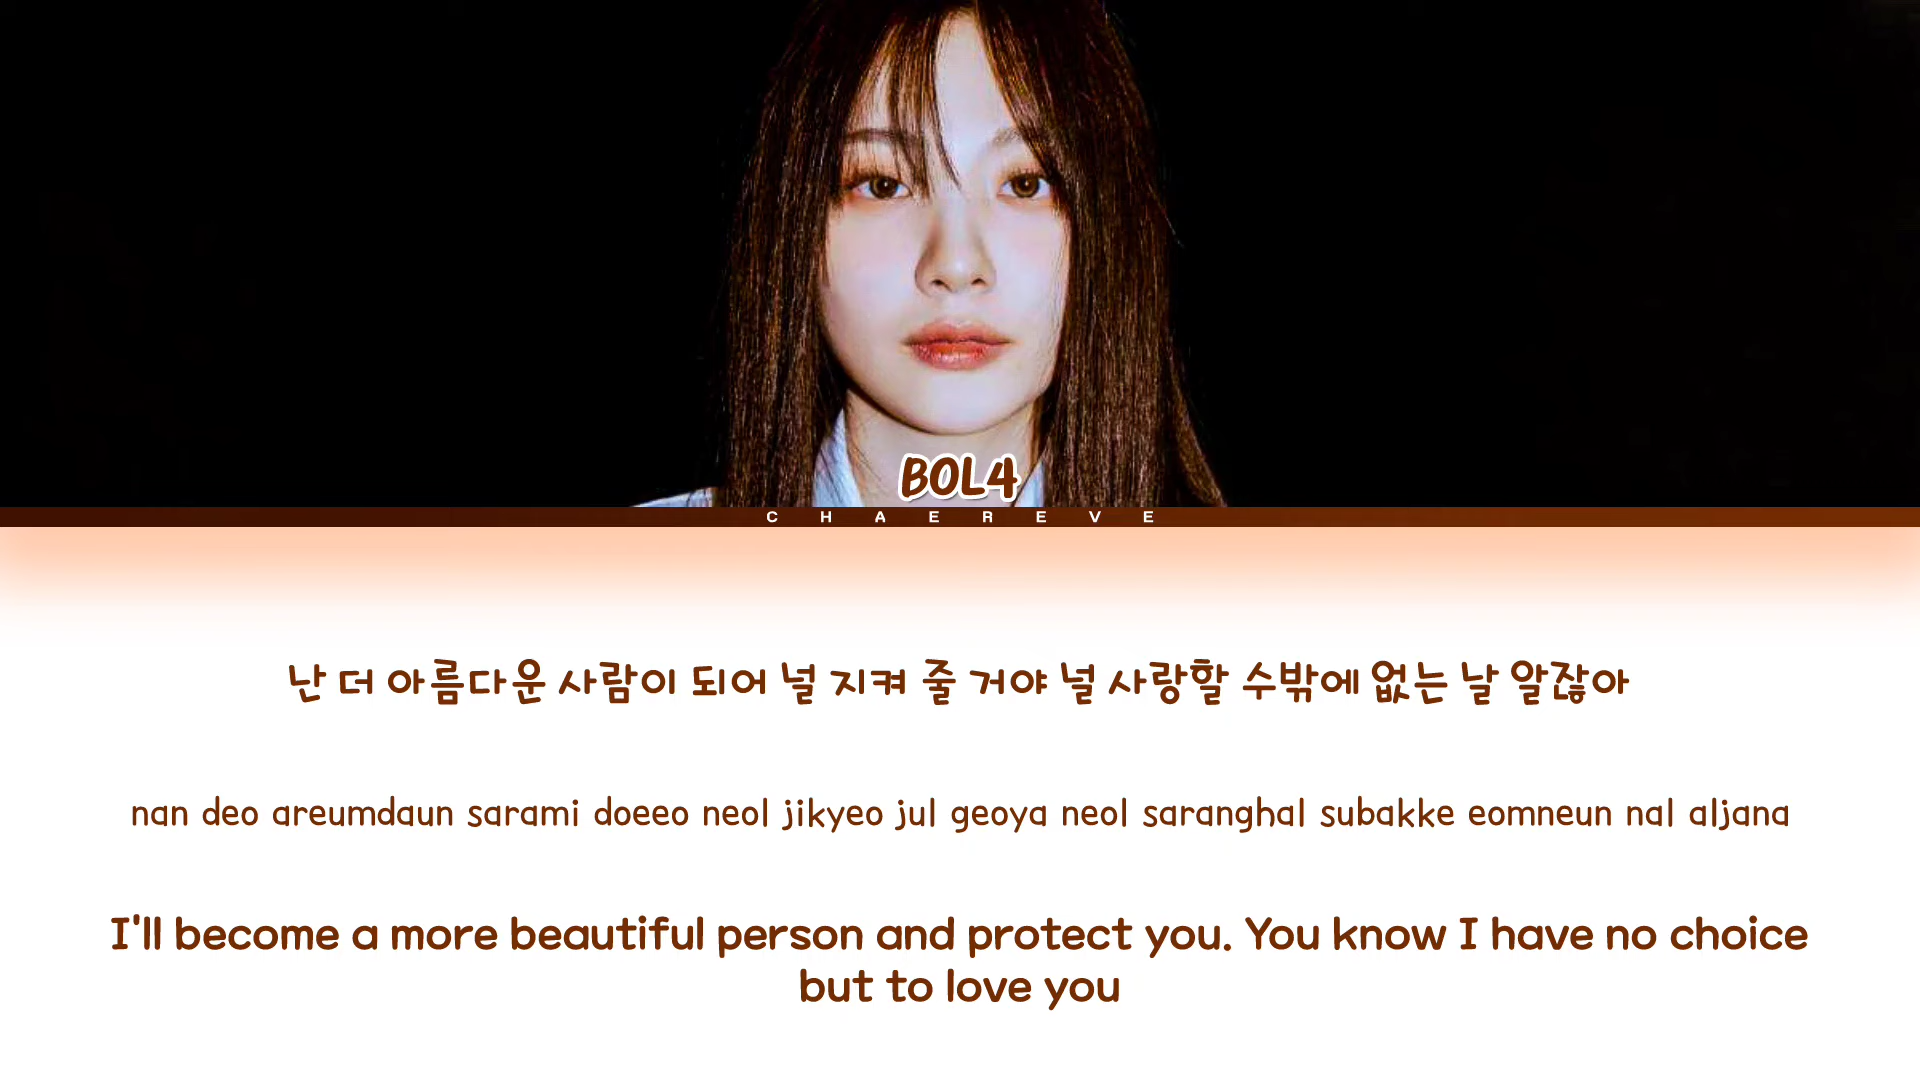 BOL4
CHAEREVE
난 더 아름다운 사람이 되어 널 지켜 줄 거야 널 사랑할 수밖에 없는 날 알잖아
nan deo areumdaun sarami doeeo neol jikyeo jul geoya neol saranghal subakke eomneun nal aljana
I'll become a more beautiful person and protect you. You know I have no choice
but to love you